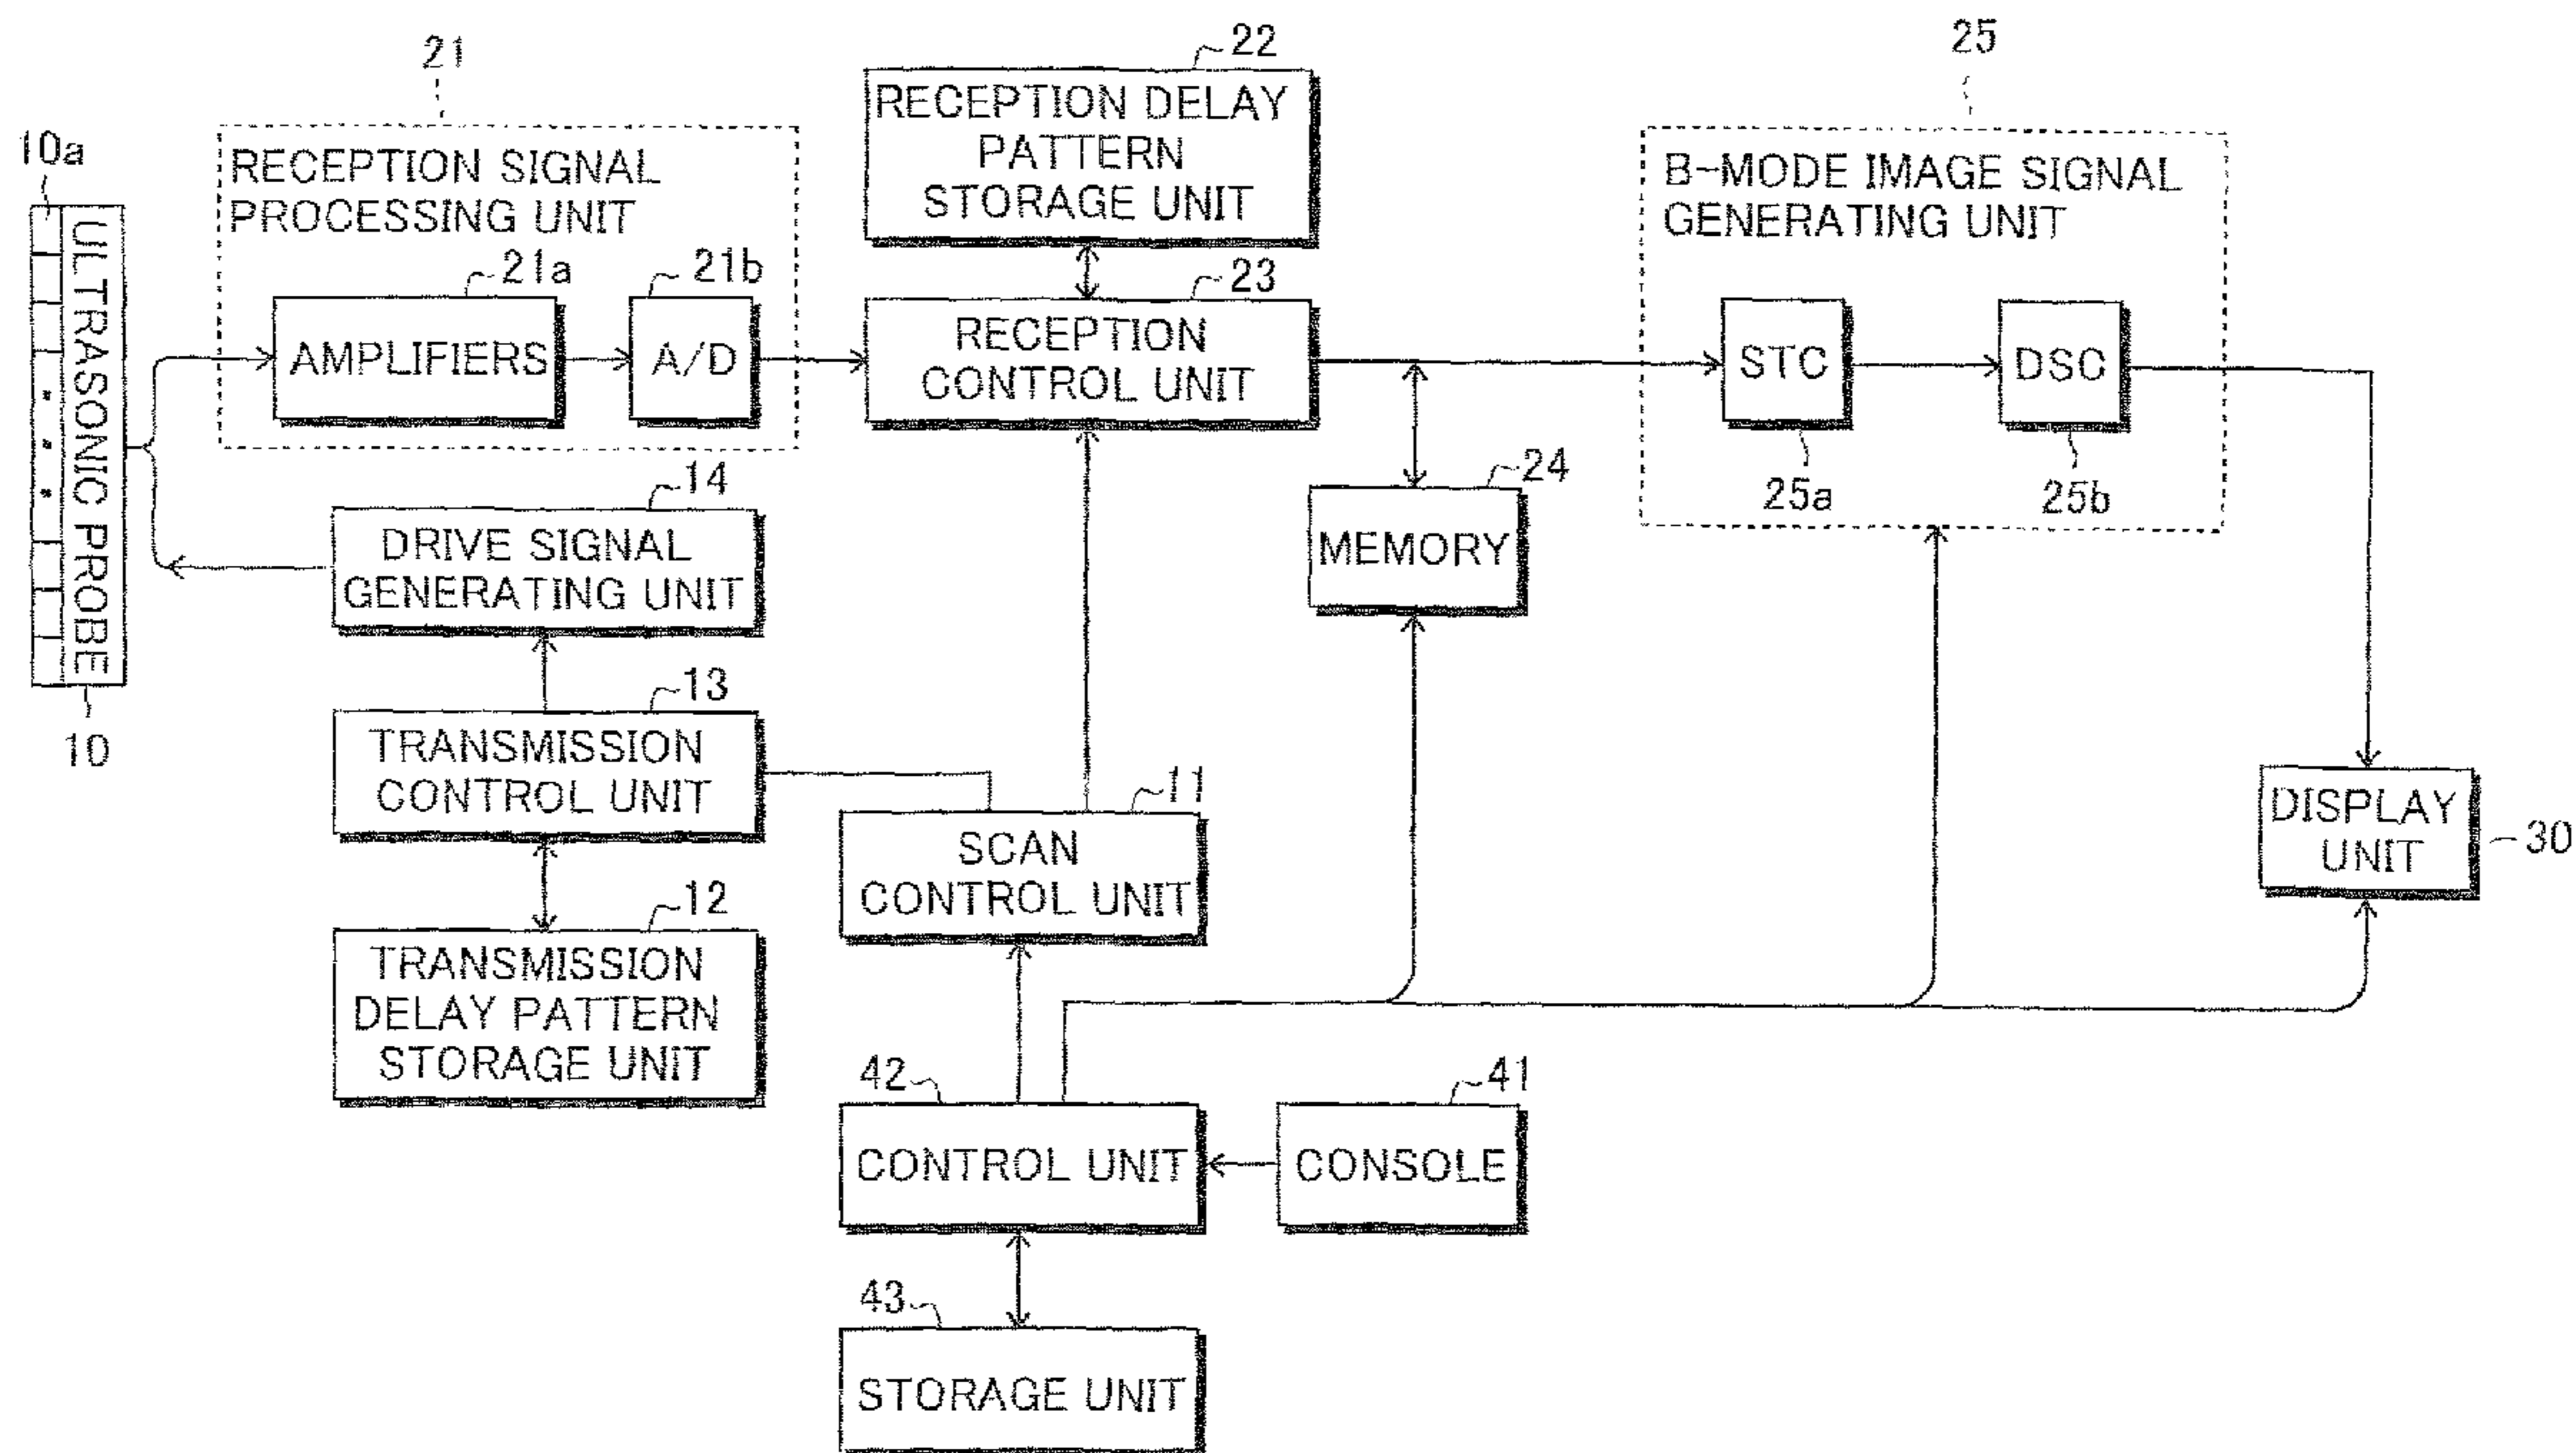 21
22
25
10a
RECEPTION SIGNAL
PROCESSING UNIT
RECEPTION DELAY
PATTERN
STORAGE UNIT
B-MODE IMAGE SIGNAL
GENERATING UNIT
ULTRASONIC PROBE
21a
21b
23
AMPLIFIERS
A/D
RECEPTION
CONTROL UNIT
STC
DSC
25a
25b
14
24
DRIVE SIGNAL
GENERATING UNIT
MEMORY
10
13
TRANSMISSION
CONTROL UNIT
11
SCAN
CONTROL UNIT
DISPLAY
UNIT
30
12
TRANSMISSION
DELAY PATTERN
STORAGE UNIT
42
41
CONTROL UNIT
CONSOLE
43
STORAGE UNIT